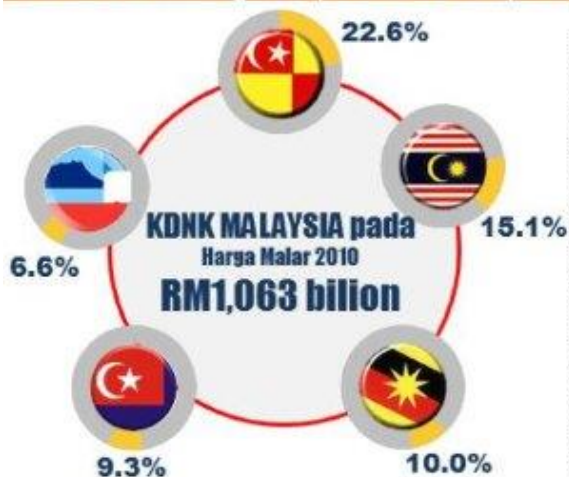 22.6%
15.1%
KDNK MALAYSIA pada
Harga Malar 2010
RM1,063 bilion
6.6%
9.3%
10.0%